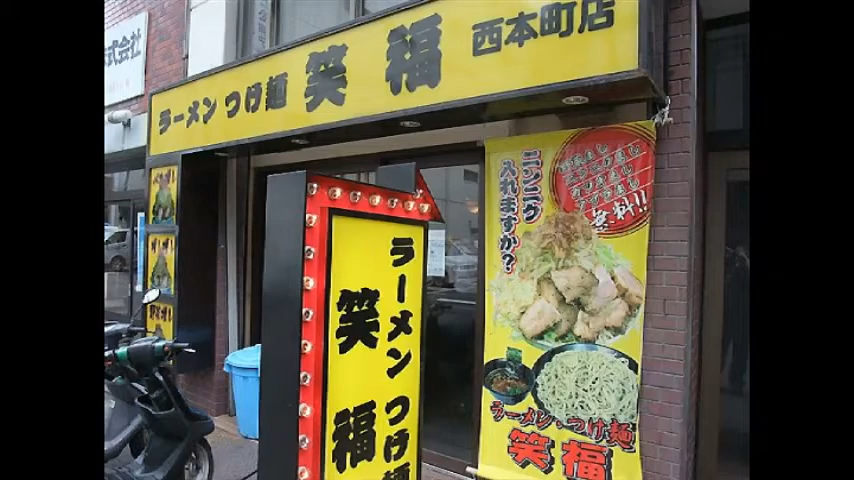 式会社
ラーメン つけ麺 笑福 西本町店
ラーメン つけ麺
笑福
ニンニク
入れますか?
無料!!
ラーメン・つけ麺
笑福